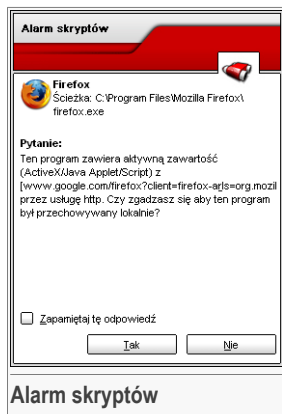 Alarm skryptów
Firefox
Ścieżka: C:\Program Files\Mozilla Firefox\
firefox.exe
Pytanie:
Ten program zawiera aktywną zawartość
(ActiveX/Java Applet/Script) z
[www.google.com/firefox?client=firefox-a&rls=org.mozil
przez usługę http. Czy zgadzasz się aby ten program
był przechowywany lokalnie?
Zapamiętaj tę odpowiedź
Tak
Nie
Alarm skryptów